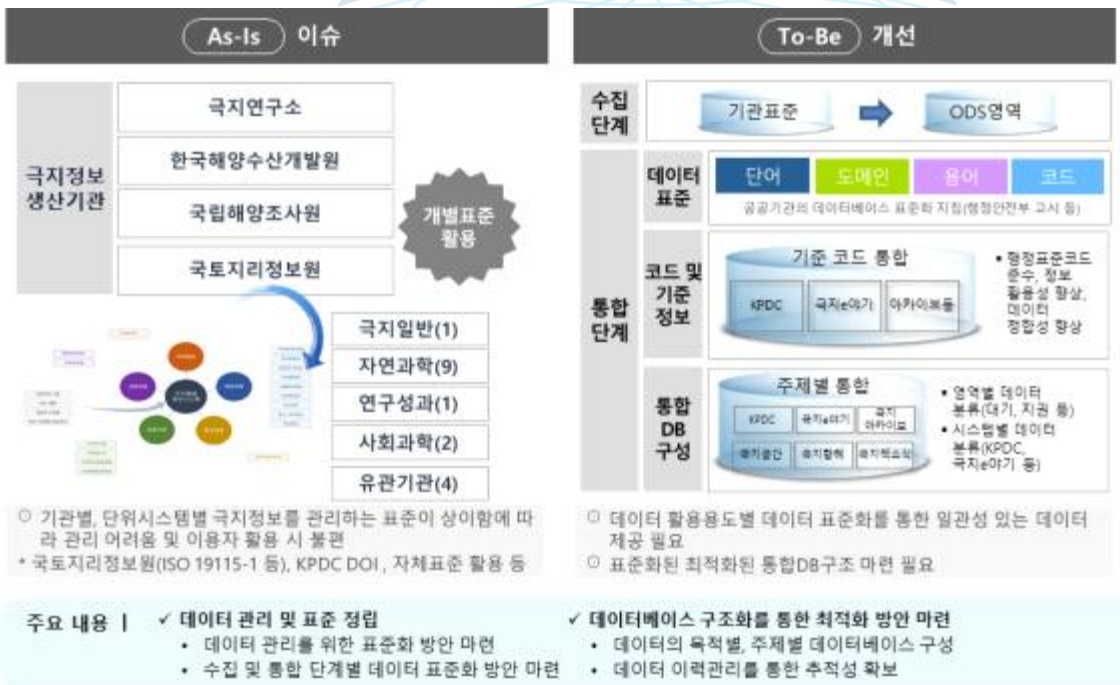 As-Is 이슈
극지정보
생산기관
극지연구소
한국해양수산개발원
국립해양조사원
국토지리정보원
개별표준
활용
극지일반(1)
자연과학(9)
연구성과(1)
사회과학(2)
유관기관(4)
○ 기관별, 단위시스템별 극지정보를 관리하는 표준이 상이함에 따
라 관리 어려움 및 이용자 활용 시 불편
* 국토지리정보원(ISO 19115-1 등), KPDC DOI , 자체표준 활용 등
To-Be 개선
수집
단계
기관표준
ODS영역
통합
단계
데이터
표준
단어
도메인
용어
코드
공공기관의 데이터베이스 표준화 지침(행정안전부 고시 등)
코드 및
기준
정보
기준 코드 통합
KPDC
극지e야기
아카이브등
▪ 행정표준코드
준수, 정보
활용성 향상,
데이터
정합성 향상
통합
DB
구성
주제별 통합
KPDC
극지e야기
극지
아카이브
극지공간
극지항해
▪ 영역별 데이터
분류(대기, 지권 등)
▪ 시스템별 데이터
분류(KPDC,
극지e야기 등)
○ 데이터 활용용도별 데이터 표준화를 통한 일관성 있는 데이터
제공 필요
○ 표준화된 최적화된 통합DB구조 마련 필요
주요 내용 |
✓ 데이터 관리 및 표준 정립
• 데이터 관리를 위한 표준화 방안 마련
• 수집 및 통합 단계별 데이터 표준화 방안 마련
✓ 데이터베이스 구조화를 통한 최적화 방안 마련
• 데이터의 목적별, 주제별 데이터베이스 구성
• 데이터 이력관리를 통한 추적성 확보